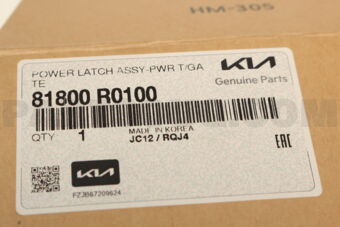 HM-305
POWER LATCH ASSY-PWR T/GA
TE
KIA
Genuine Parts
81800 R0100
QTY 1
MADE IN KOREA
JC12 / RQJ4
EAC
KIA
FZJB67209624